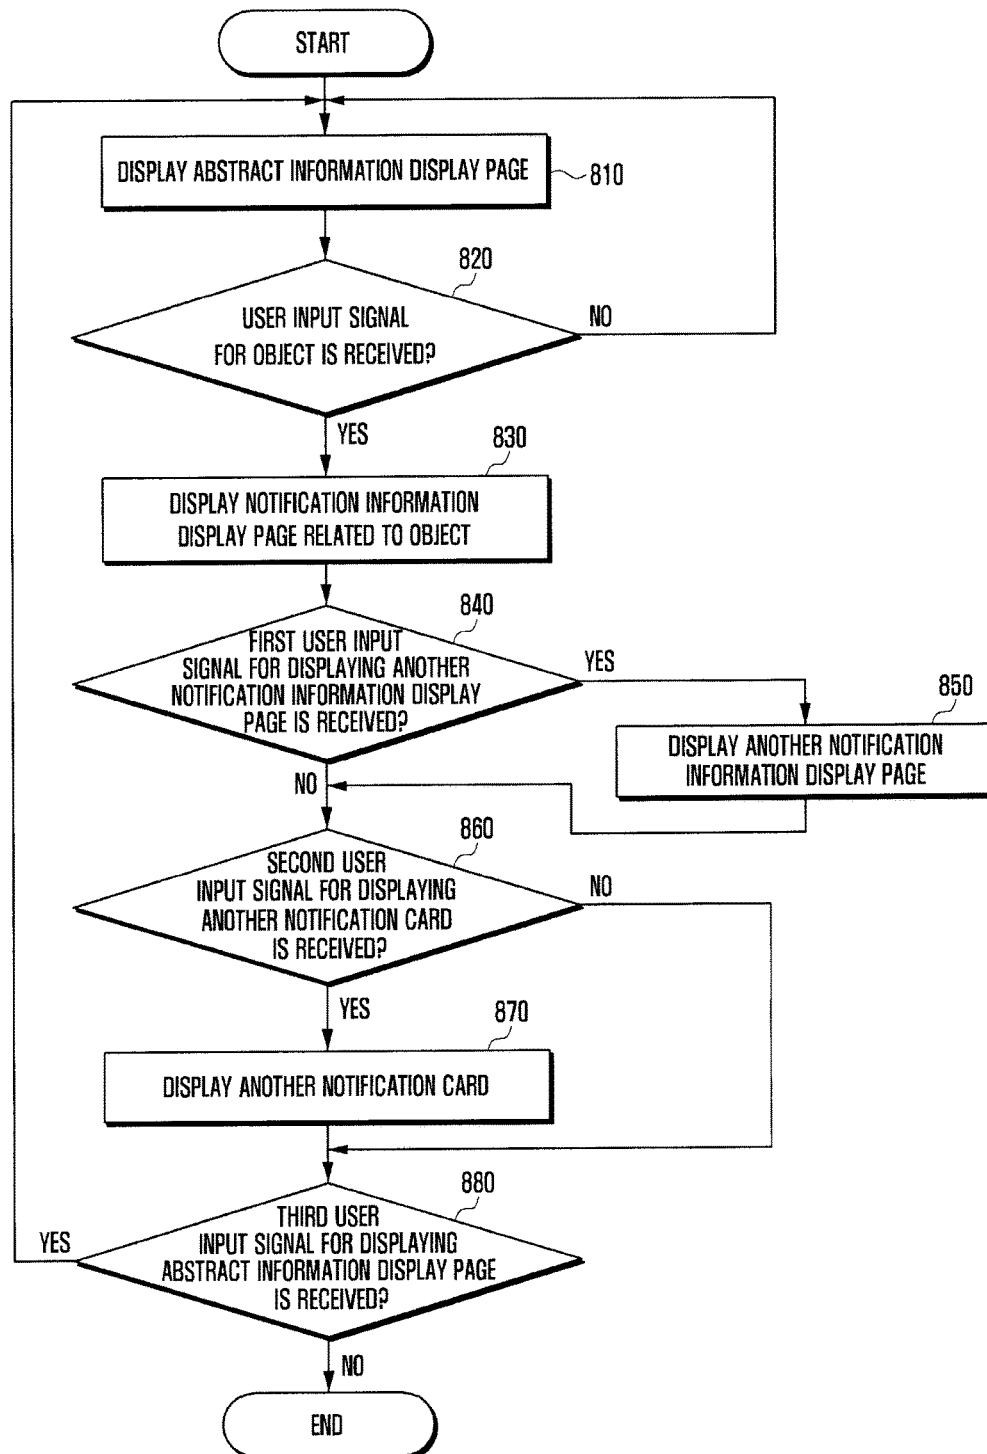 START
DISPLAY ABSTRACT INFORMATION DISPLAY PAGE
810
820
USER INPUT SIGNAL
FOR OBJECT IS RECEIVED?
NO
YES
830
DISPLAY NOTIFICATION INFORMATION
DISPLAY PAGE RELATED TO OBJECT
840
FIRST USER INPUT
SIGNAL FOR DISPLAYING ANOTHER
NOTIFICATION INFORMATION DISPLAY
PAGE IS RECEIVED?
YES
850
DISPLAY ANOTHER NOTIFICATION
INFORMATION DISPLAY PAGE
NO
860
SECOND USER
INPUT SIGNAL FOR DISPLAYING
ANOTHER NOTIFICATION CARD
IS RECEIVED?
NO
YES
870
DISPLAY ANOTHER NOTIFICATION CARD
880
THIRD USER
INPUT SIGNAL FOR DISPLAYING
ABSTRACT INFORMATION DISPLAY PAGE
IS RECEIVED?
YES
NO
END